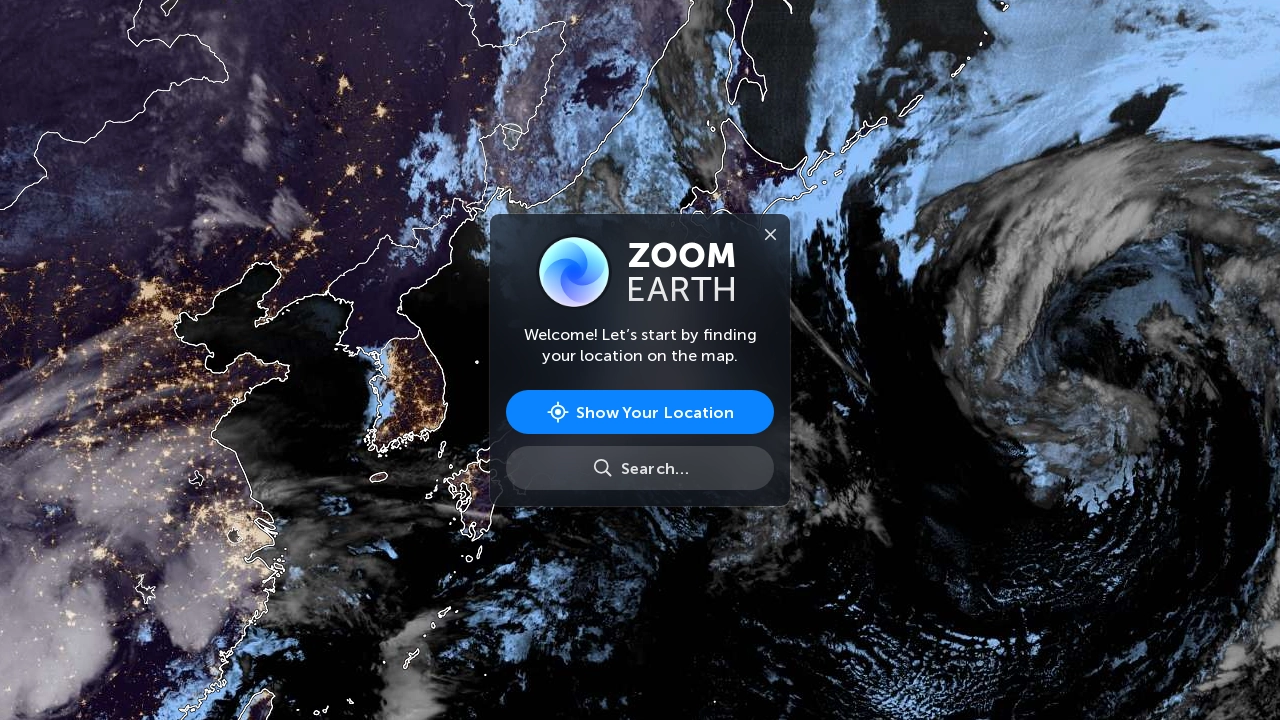 ZOOM
EARTH
Welcome! Let’s start by finding
your location on the map.
Show Your Location
Search...